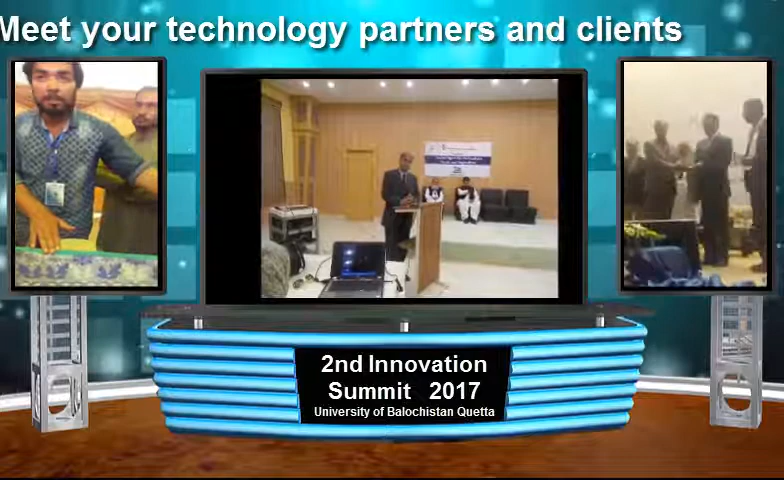 Meet your technology partners and clients
2nd Innovation
Summit 2017
University of Balochistan Quetta